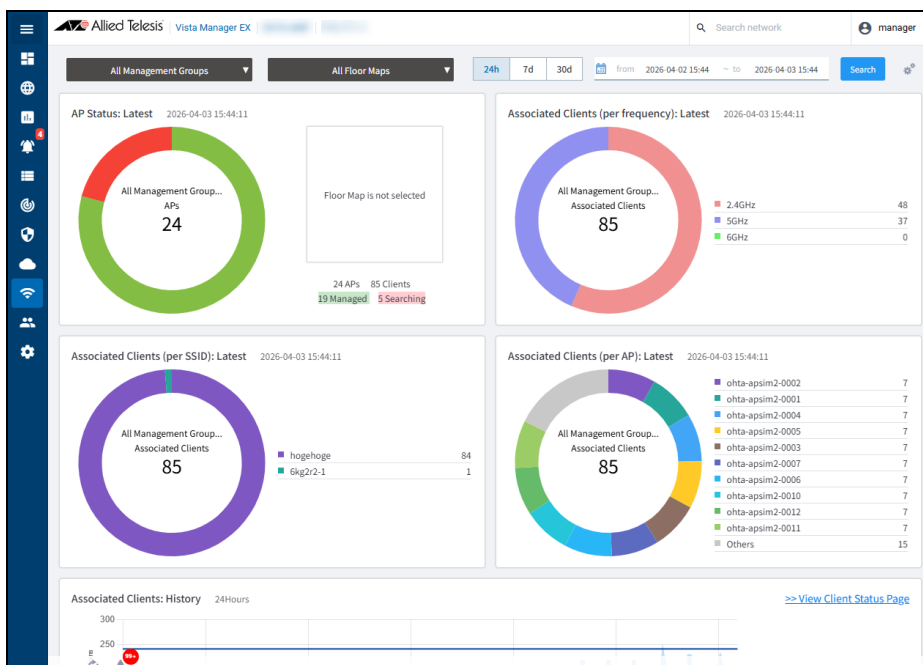 Allied Telesis Vista Manager EX
Search network
manager
4
All Management Groups ▼
All Floor Maps ▼
24h 7d 30d
from 2026-04-02 15:44 ~ to 2026-04-03 15:44
Search
AP Status: Latest 2026-04-03 15:44:11
All Management Group...
APs
24
Floor Map is not selected
24 APs 85 Clients
19 Managed 5 Searching
Associated Clients (per frequency): Latest 2026-04-03 15:44:11
All Management Group...
Associated Clients
85
2.4GHz 48
5GHz 37
6GHz 0
Associated Clients (per SSID): Latest 2026-04-03 15:44:11
All Management Group...
Associated Clients
85
hogehoge 84
6kg2r2-1 1
Associated Clients (per AP): Latest 2026-04-03 15:44:11
All Management Group...
Associated Clients
85
ohta-apsim2-0002 7
ohta-apsim2-0001 7
ohta-apsim2-0004 7
ohta-apsim2-0005 7
ohta-apsim2-0003 7
ohta-apsim2-0007 7
ohta-apsim2-0006 7
ohta-apsim2-0010 7
ohta-apsim2-0012 7
ohta-apsim2-0011 7
Others 15
Associated Clients: History 24Hours
>> View Client Status Page
300
250
99+